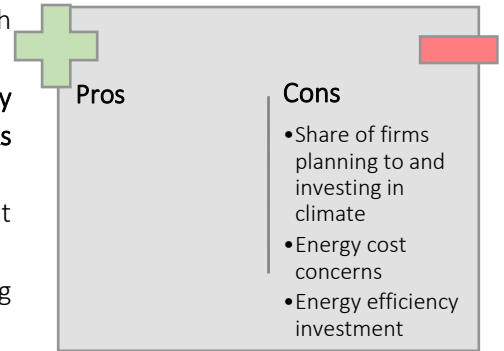 h
y
s
t
g
Pros
Cons
•Share of firms
planning to and
investing in
climate
•Energy cost
concerns
•Energy efficiency
investment